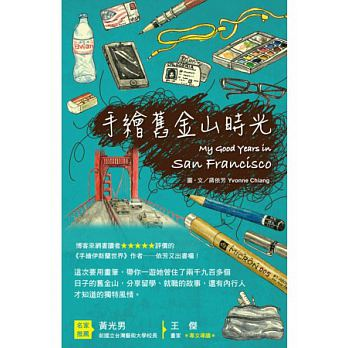 evian
手繪舊金山時光
My Good Years in
San Francisco
圖‧文／蔣依芳 Yvonne Chiang
博客來網書讀者★★★★★評價的
《手繪伊斯蘭世界》作者──依芳又出書囉！
這次要用畫筆，帶你一遊她曾住了兩千九百多個
日子的舊金山，分享留學、就職的故事，還有內行人
才知道的獨特風情。
MICRON 005
名家
推薦
黃光男
前國立台灣藝術大學校長
王 傑
畫家 ★專文導讀★